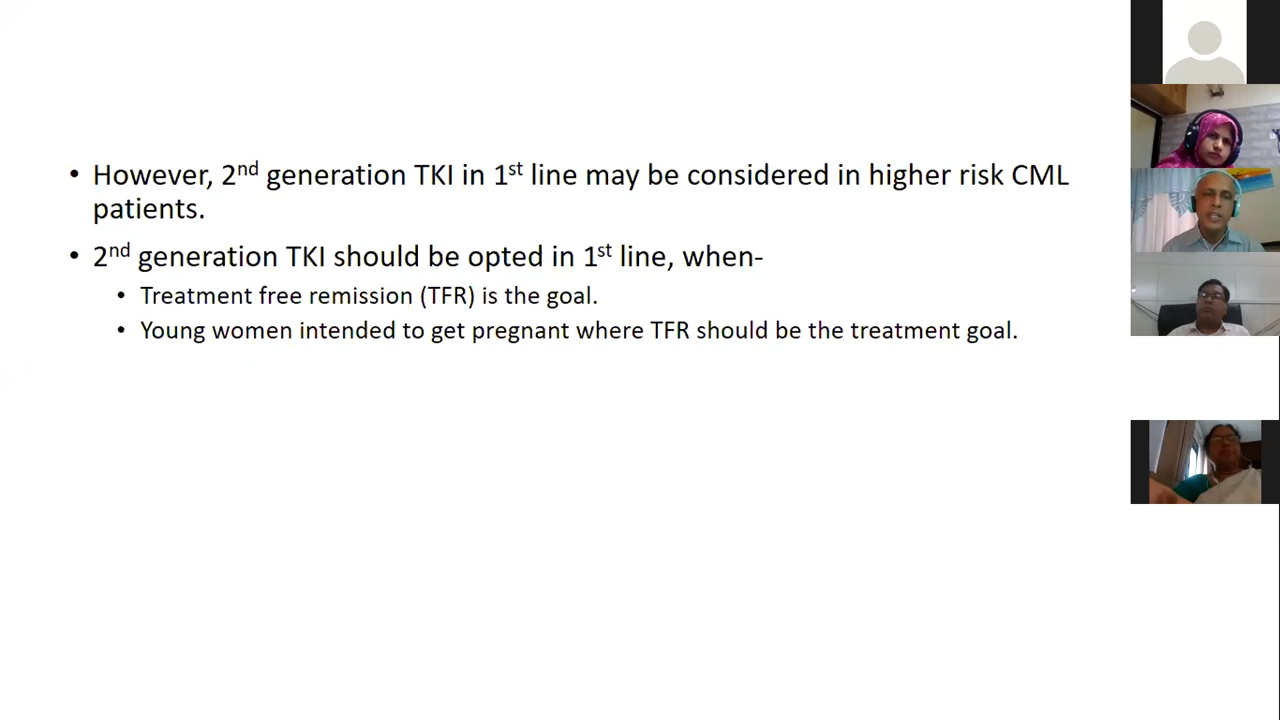 • However, 2nd generation TKI in 1st line may be considered in higher risk CML
patients.
• 2nd generation TKI should be opted in 1st line, when-
• Treatment free remission (TFR) is the goal.
• Young women intended to get pregnant where TFR should be the treatment goal.